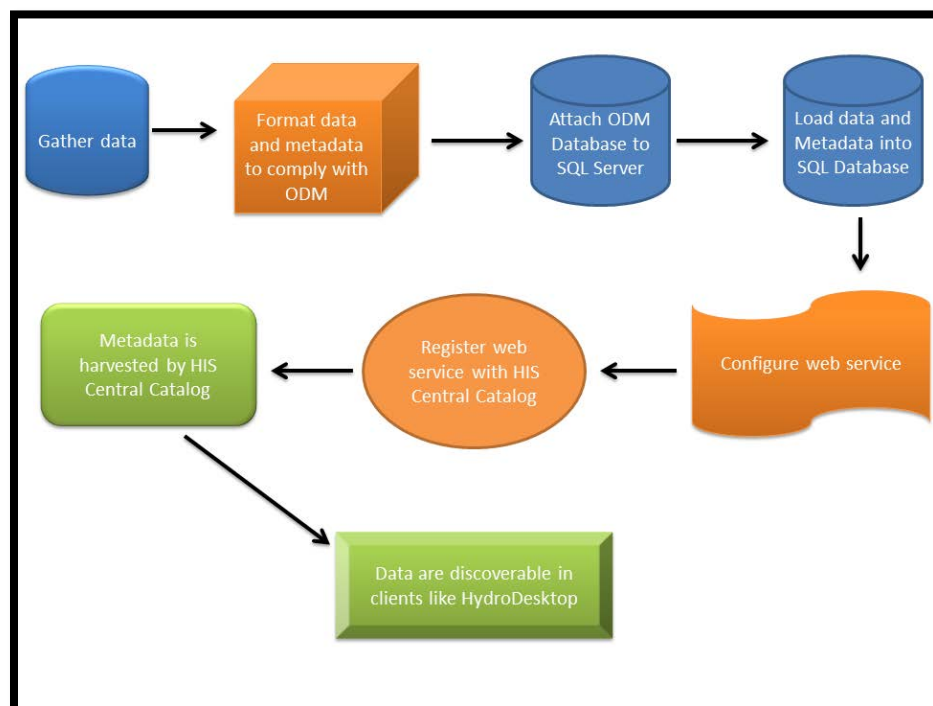 Gather data
Format data
and metadata
to comply with
ODM
Attach ODM
Database to
SQL Server
Load data and
Metadata into
SQL Database
Configure web service
Register web
service with HIS
Central Catalog
Metadata is
harvested by HIS
Central Catalog
Data are discoverable in
clients like HydroDesktop